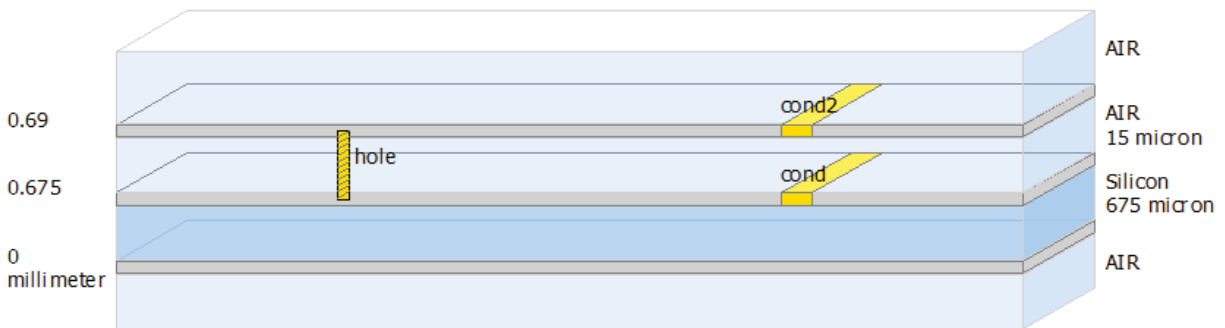 AIR
cond2
0.69
AIR
15 micron
hole
cond
0.675
Silicon
675 micron
0
millimeter
AIR